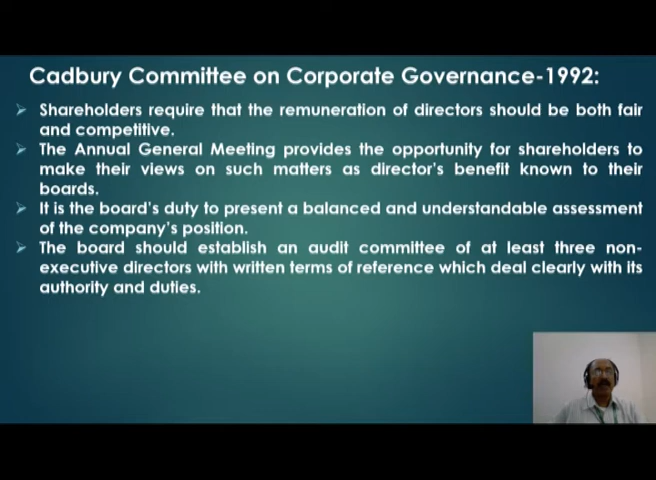 Cadbury Committee on Corporate Governance-1992:
Shareholders require that the remuneration of directors should be both fair
and competitive.
The Annual General Meeting provides the opportunity for shareholders to
make their views on such matters as director's benefit known to their
boards.
It is the board's duty to present a balanced and understandable assessment
of the company's position.
The board should establish an audit committee of at least three non-
executive directors with written terms of reference which deal clearly with its
authority and duties.